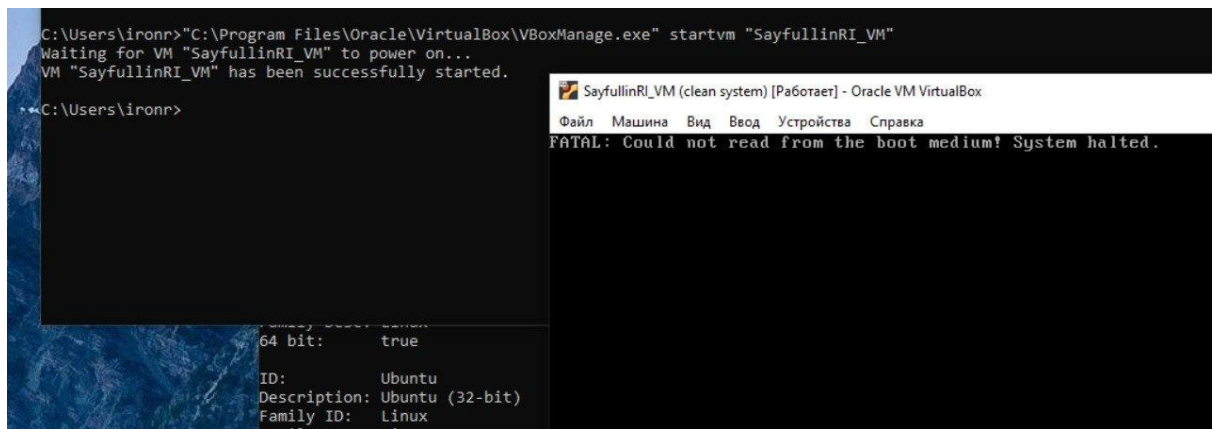 C:\Users\ironr>"C:\Program Files\Oracle\VirtualBox\VBoxManage.exe" startvm "SayfullinRI_VM"
Waiting for VM "SayfullinRI_VM" to power on...
VM "SayfullinRI_VM" has been successfully started.
C:\Users\ironr>
SayfullinRI_VM (clean system) [Работает] - Oracle VM VirtualBox
Файл Машина Вид Ввод Устройства Справка
FATAL: Could not read from the boot medium! System halted.
64 bit: true
ID: Ubuntu
Description: Ubuntu (32-bit)
Family ID: Linux